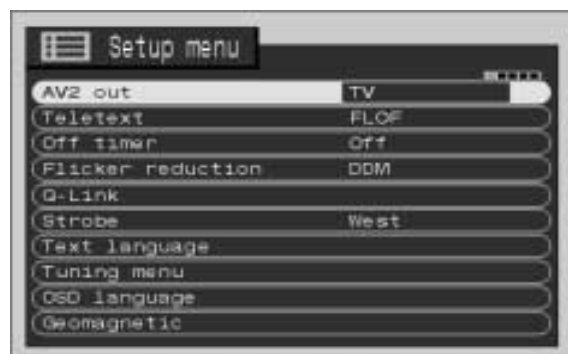 Setup menu
AV2 out TV
Teletext FLOF
Off timer Off
Flicker reduction DDM
Q-Link
Strobe West
Text language
Tuning menu
OSD language
Geomagnetic